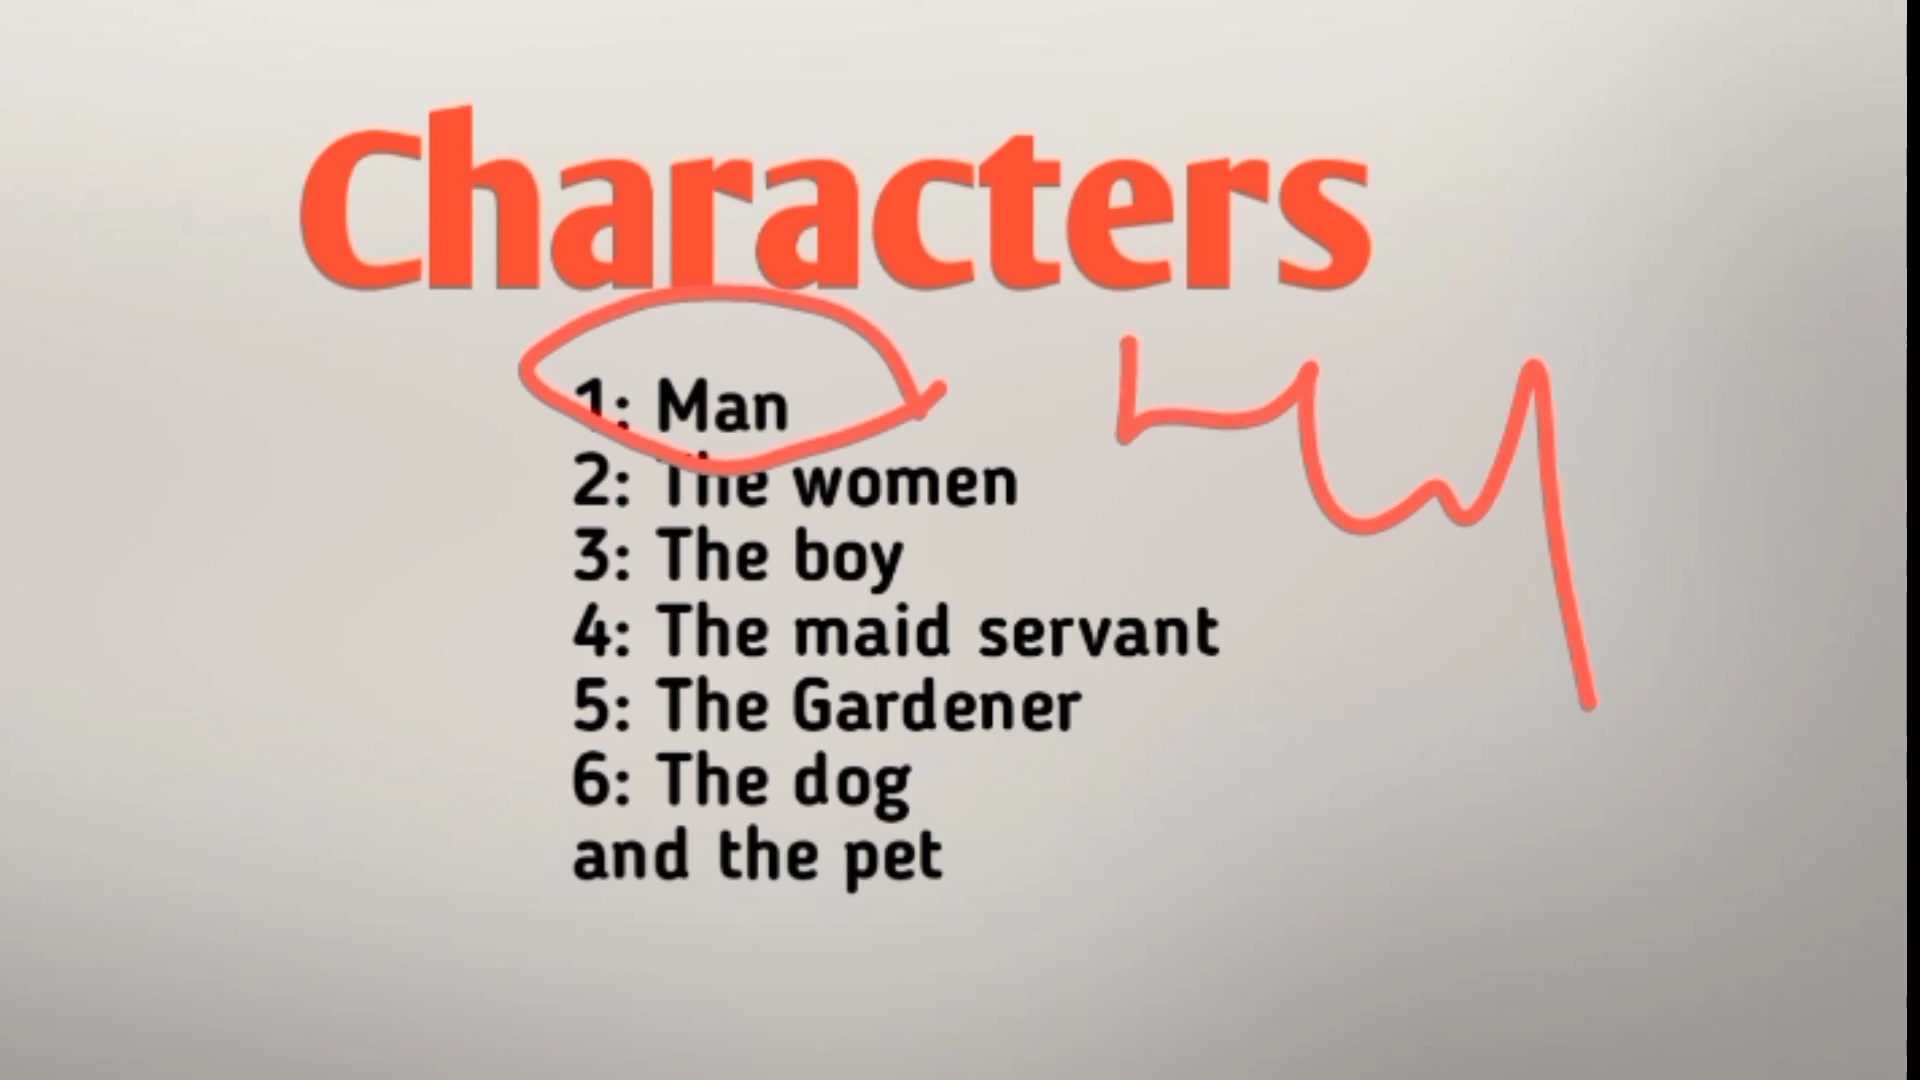 Characters
1: Man
2: The women
3: The boy
4: The maid servant
5: The Gardener
6: The dog
and the pet